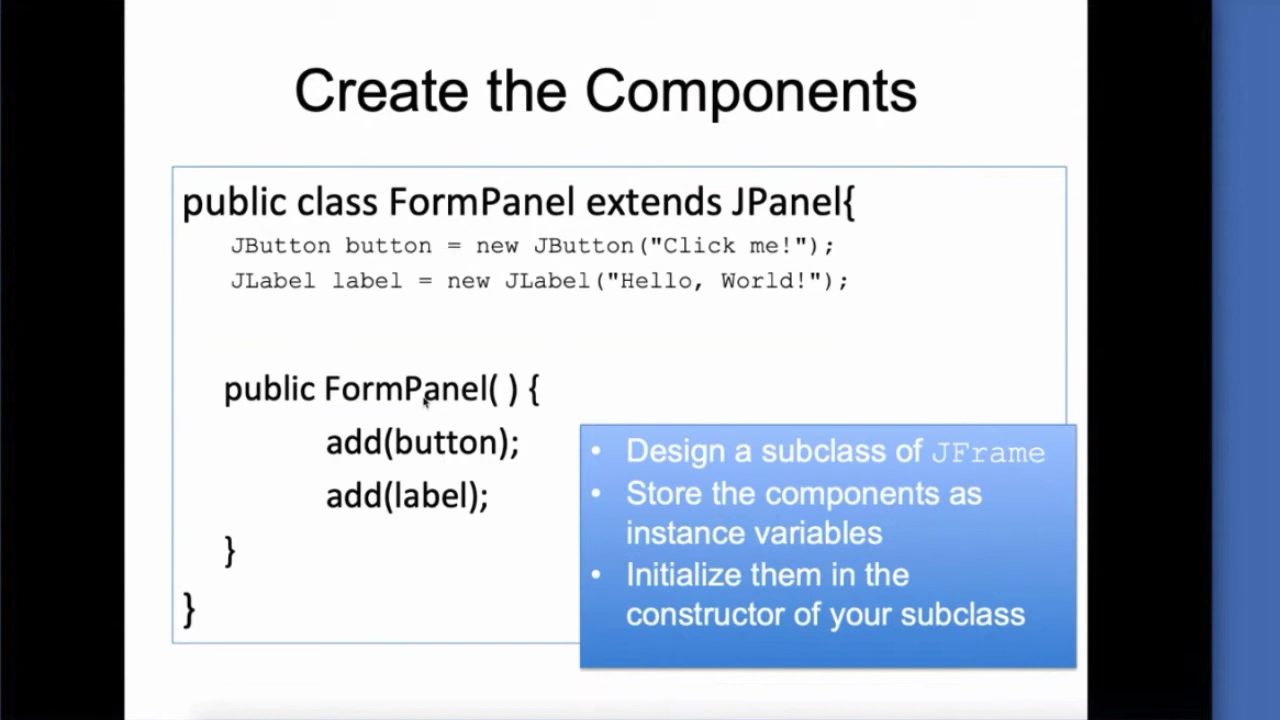 Create the Components
public class FormPanel extends JPanel{
JButton button = new JButton("Click me!");
JLabel label = new JLabel("Hello, World!");
public FormPanel( ) {
add(button);
add(label);
}
}
• Design a subclass of JFrame
• Store the components as
instance variables
• Initialize them in the
constructor of your subclass